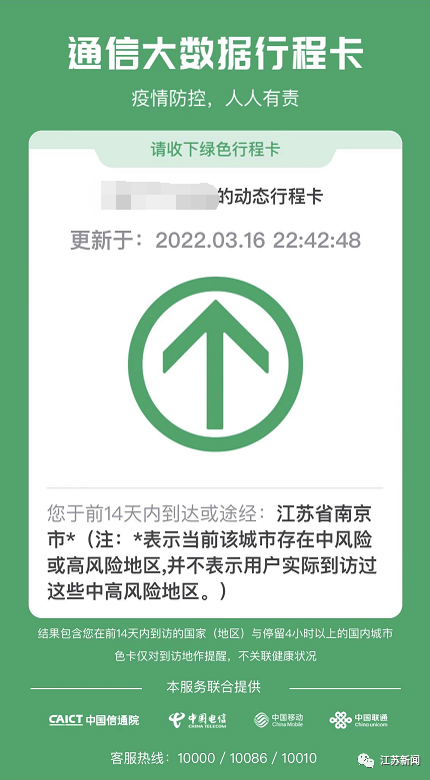 通信大数据行程卡
疫情防控，人人有责
请收下绿色行程卡
的动态行程卡
更新于：2022.03.16 22:42:48
您于前14天内到达或途经：江苏省南京
市*（注：*表示当前该城市存在中风险
或高风险地区,并不表示用户实际到访过
这些中高风险地区。）
结果包含您在前14天内到访的国家（地区）与停留4小时以上的国内城市
色卡仅对到访地作提醒，不关联健康状况
本服务联合提供
CAICT 中国信通院 中国电信 CHINA TELECOM 中国移动 China Mobile 中国联通 China unicom
客服热线：10000 / 10086 / 10010
江苏新闻